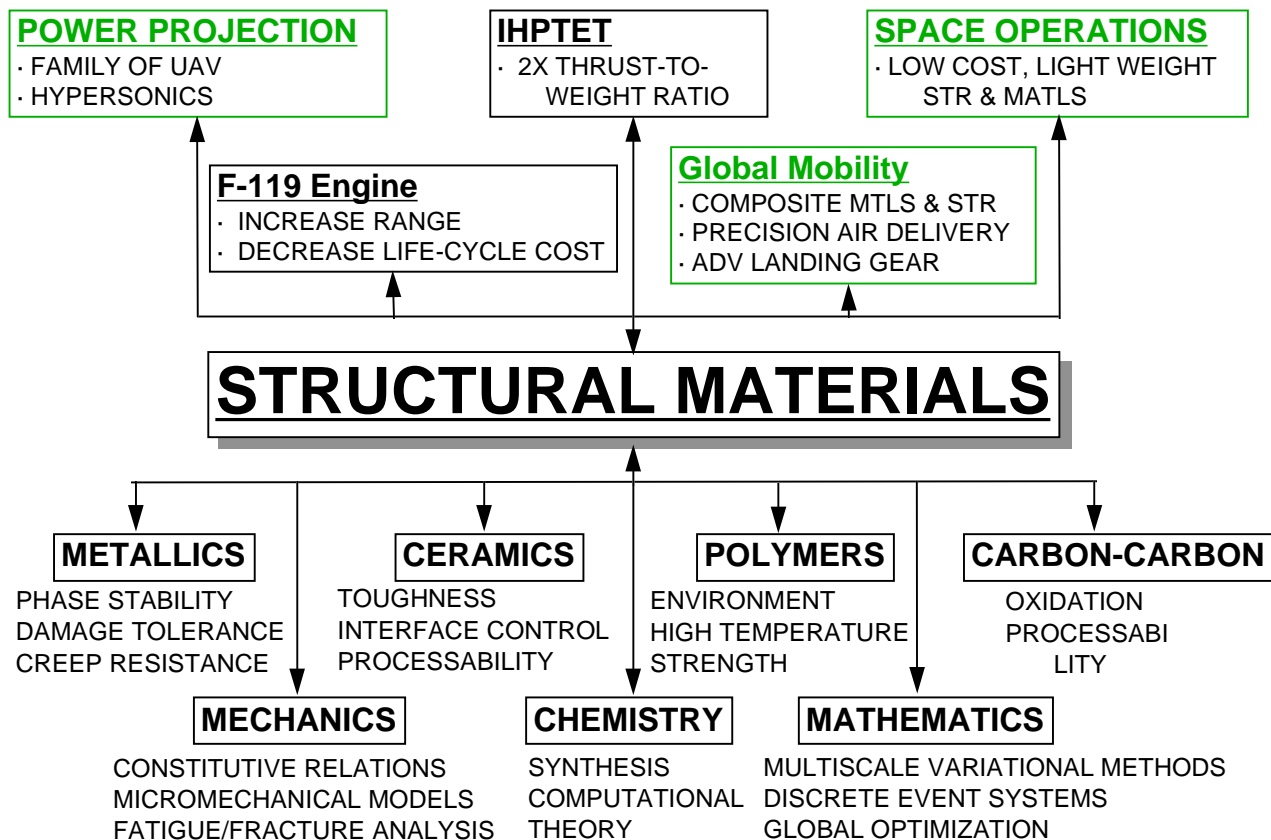 POWER PROJECTION
· FAMILY OF UAV
· HYPERSONICS
IHPTET
· 2X THRUST-TO-
WEIGHT RATIO
SPACE OPERATIONS
· LOW COST, LIGHT WEIGHT
STR & MATLS
F-119 Engine
· INCREASE RANGE
· DECREASE LIFE-CYCLE COST
Global Mobility
· COMPOSITE MTLS & STR
· PRECISION AIR DELIVERY
· ADV LANDING GEAR
STRUCTURAL MATERIALS
METALLICS
PHASE STABILITY
DAMAGE TOLERANCE
CREEP RESISTANCE
CERAMICS
TOUGHNESS
INTERFACE CONTROL
PROCESSABILITY
POLYMERS
ENVIRONMENT
HIGH TEMPERATURE
STRENGTH
CARBON-CARBON
OXIDATION
PROCESSABI
LITY
MECHANICS
CONSTITUTIVE RELATIONS
MICROMECHANICAL MODELS
FATIGUE/FRACTURE ANALYSIS
CHEMISTRY
SYNTHESIS
COMPUTATIONAL
THEORY
MATHEMATICS
MULTISCALE VARIATIONAL METHODS
DISCRETE EVENT SYSTEMS
GLOBAL OPTIMIZATION